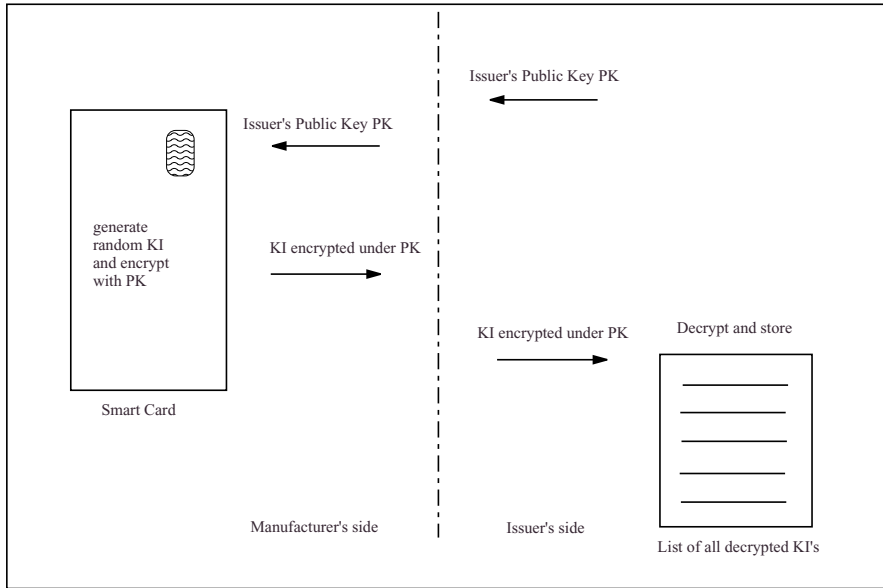 Issuer's Public Key PK
Issuer's Public Key PK
generate
random KI
and encrypt
with PK
KI encrypted under PK
KI encrypted under PK
Decrypt and store
Smart Card
Manufacturer's side
Issuer's side
List of all decrypted KI's